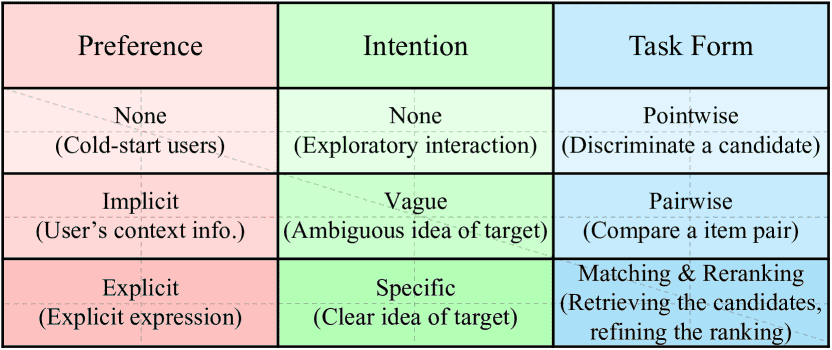 Preference
Intention
Task Form
None
(Cold-start users)
None
(Exploratory interaction)
Pointwise
(Discriminate a candidate)
Implicit
(User's context info.)
Vague
(Ambiguous idea of target)
Pairwise
(Compare a item pair)
Explicit
(Explicit expression)
Specific
(Clear idea of target)
Matching & Reranking
(Retrieving the candidates,
refining the ranking)